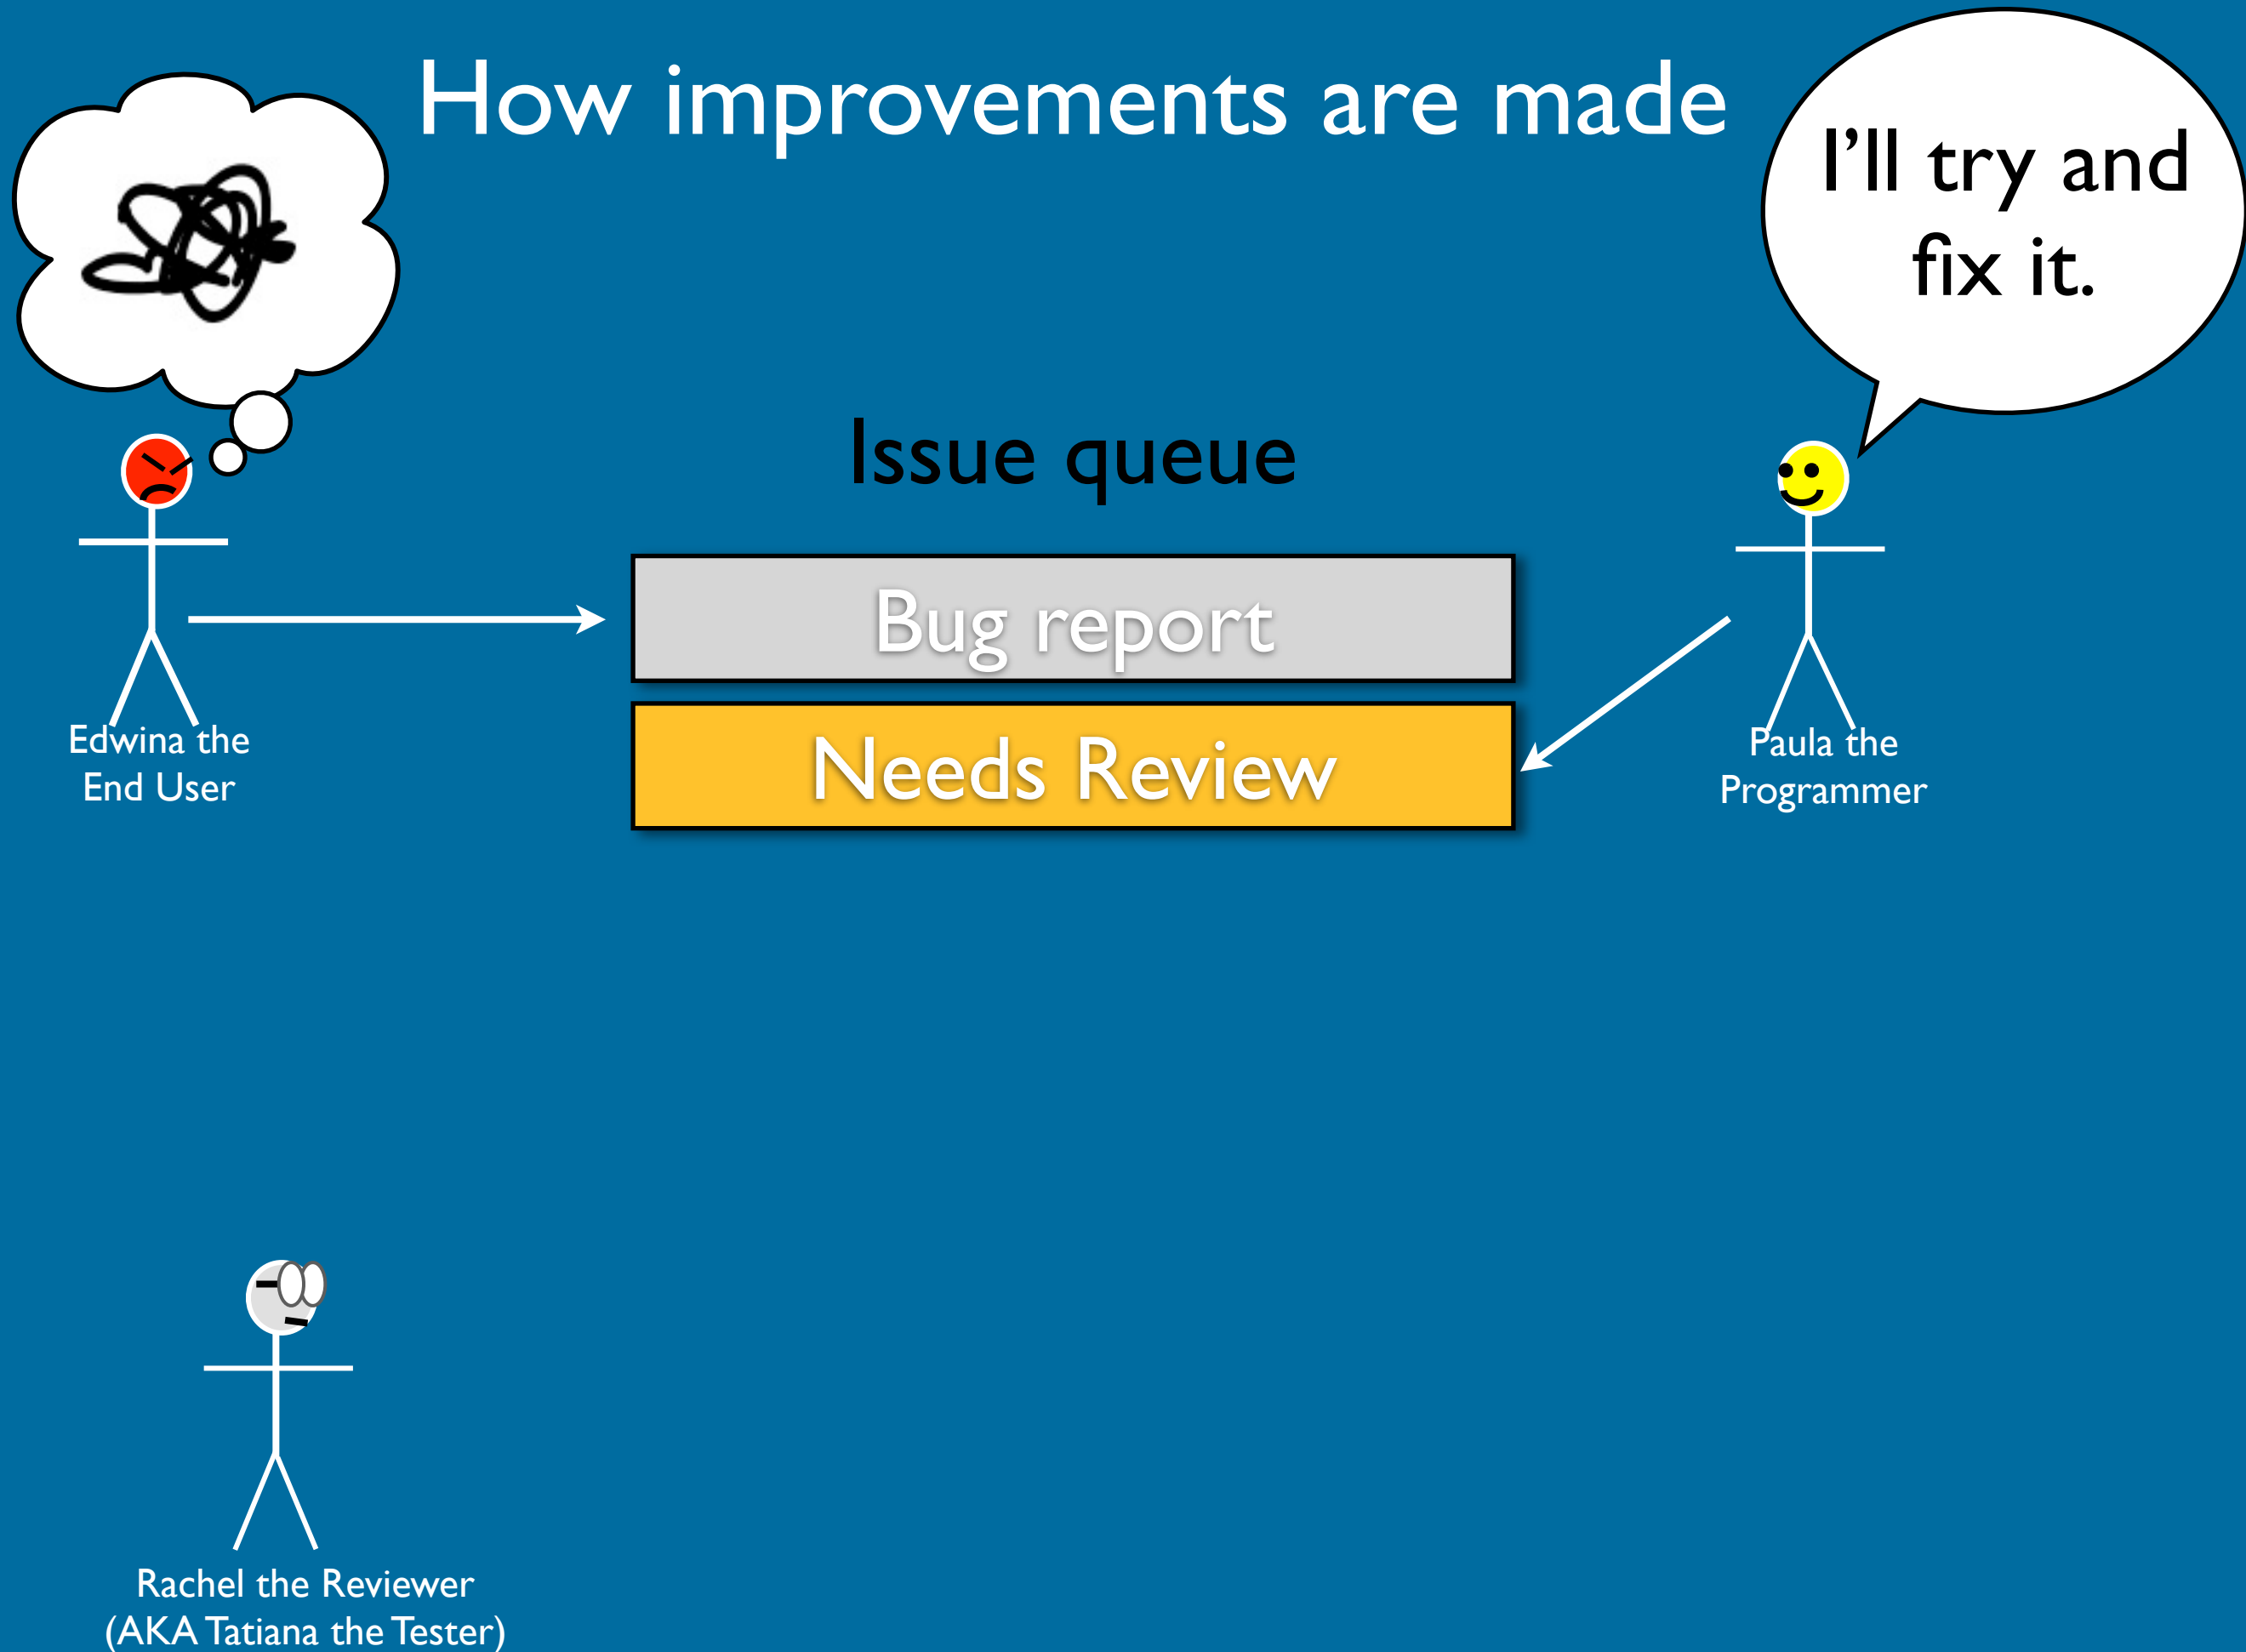 How improvements are made
I’ll try and
fix it.
Issue queue
Bug report
Needs Review
Edwina the
End User
Paula the
Programmer
Rachel the Reviewer
(AKA Tatiana the Tester)